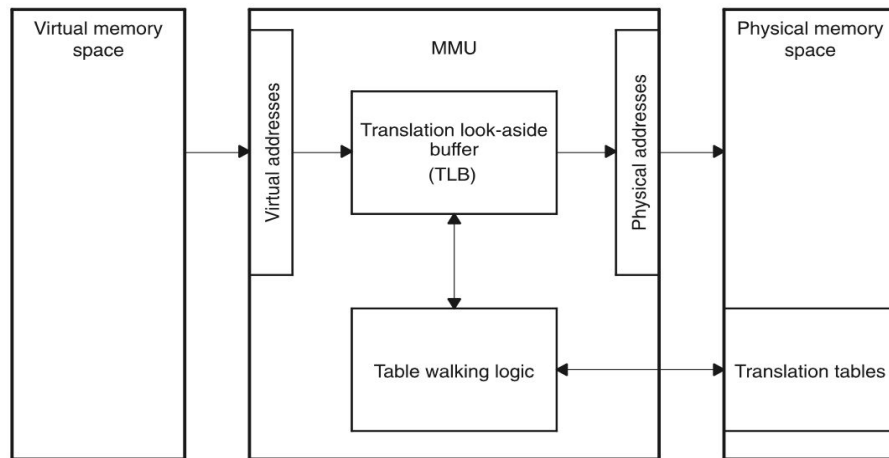 Virtual memory
space
MMU
Physical memory
space
Virtual addresses
Translation look-aside
buffer
(TLB)
Physical addresses
Table walking logic
Translation tables